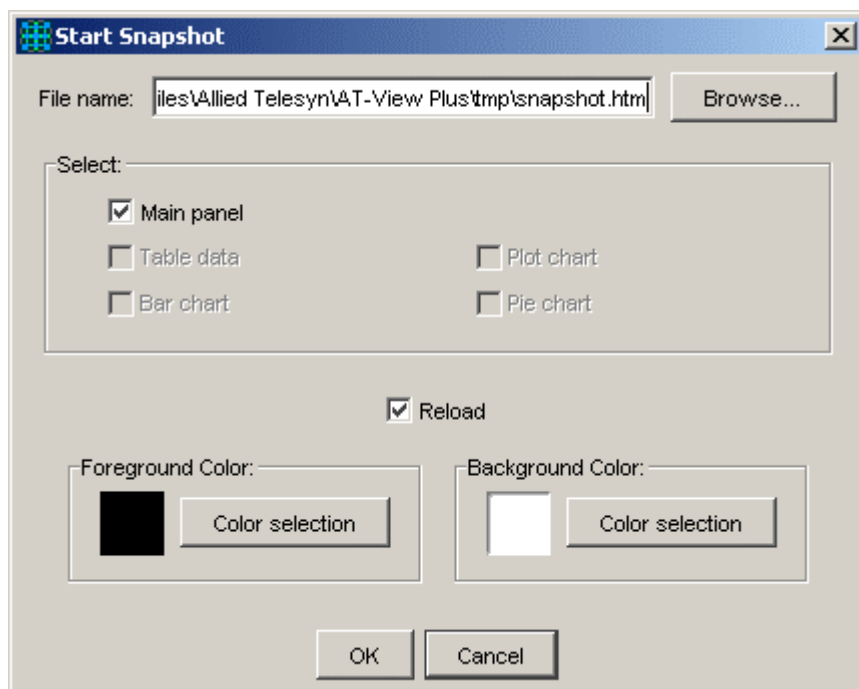 Start Snapshot
File name: iles\Allied Telesyn\AT-View Plus\tmp\snapshot.htm Browse...
Select:
Main panel
Table data Plot chart
Bar chart Pie chart
Reload
Foreground Color: Background Color:
Color selection Color selection
OK Cancel